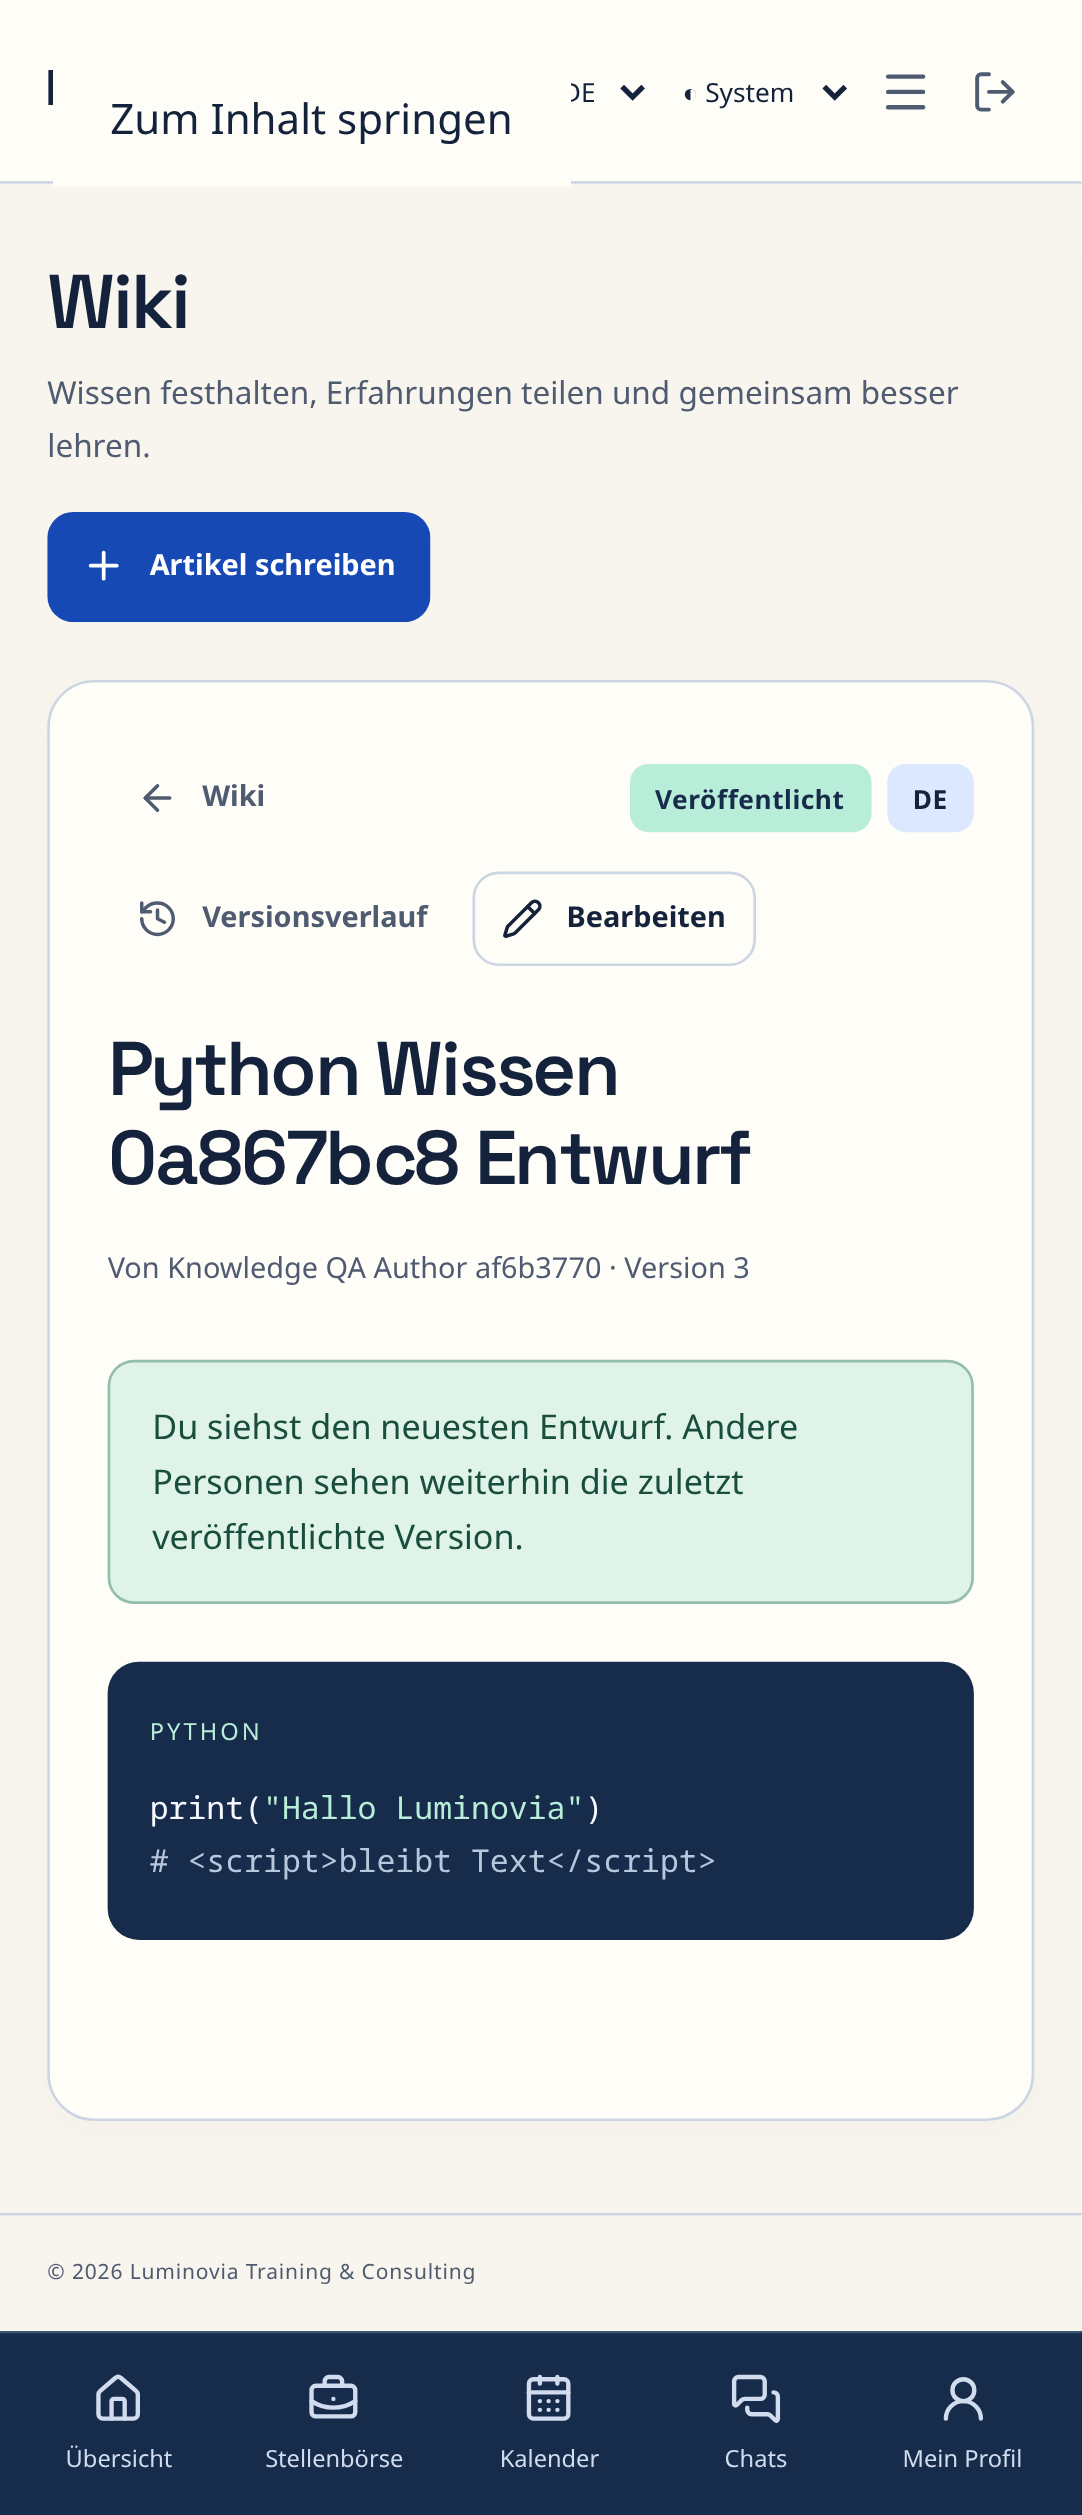 Zum Inhalt springen
DE
System
Wiki
Wissen festhalten, Erfahrungen teilen und gemeinsam besser
lehren.
Artikel schreiben
Wiki
Veröffentlicht
DE
Versionsverlauf
Bearbeiten
Python Wissen
0a867bc8 Entwurf
Von Knowledge QA Author af6b3770 · Version 3
Du siehst den neuesten Entwurf. Andere
Personen sehen weiterhin die zuletzt
veröffentlichte Version.
PYTHON
print("Hallo Luminovia")
# <script>bleibt Text</script>
© 2026 Luminovia Training & Consulting
Übersicht
Stellenbörse
Kalender
Chats
Mein Profil